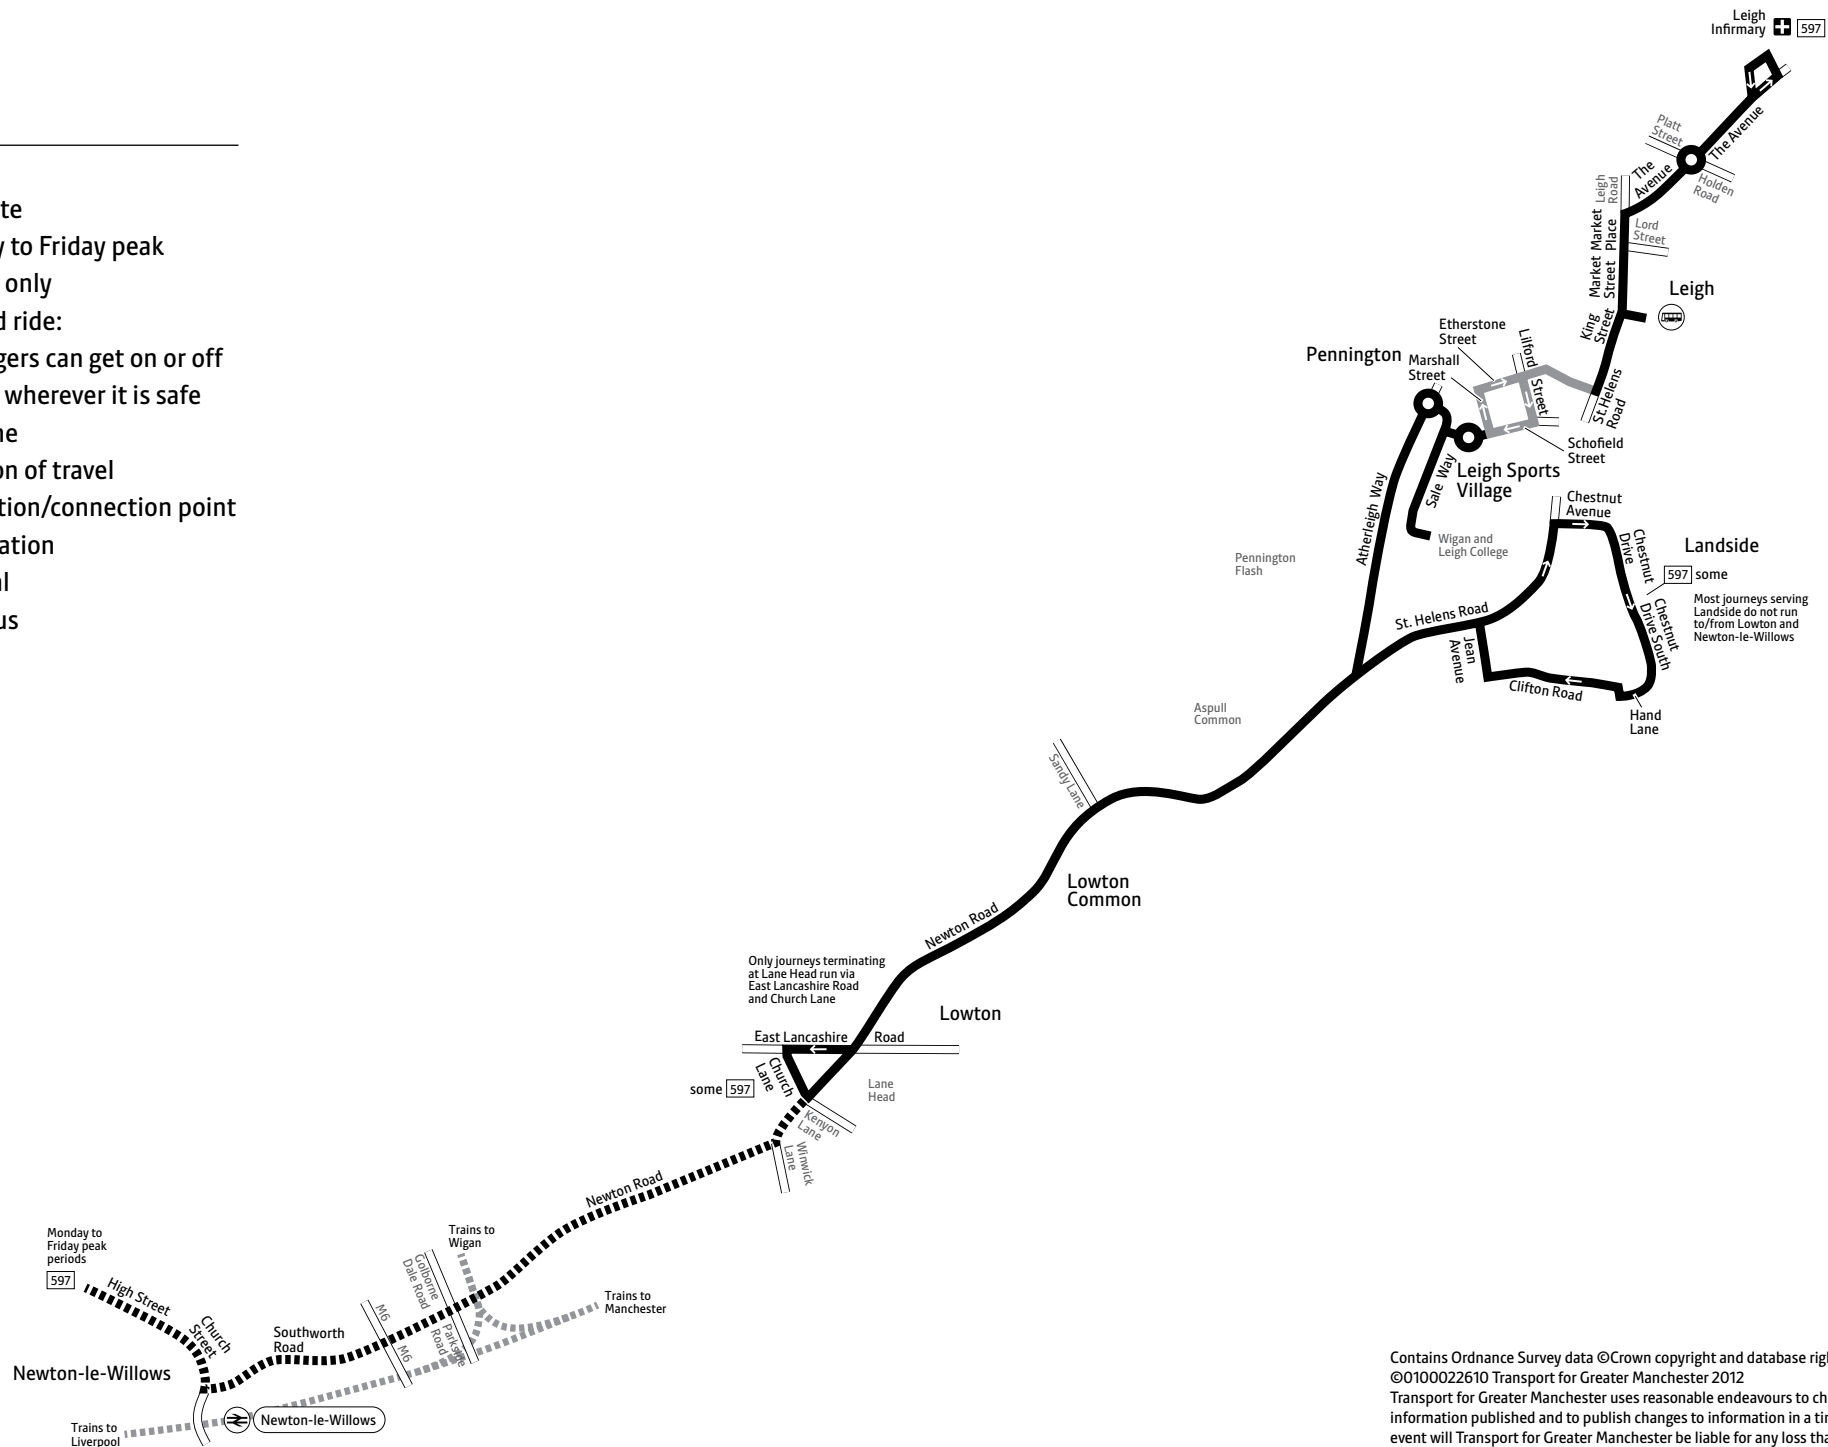 Leigh
Infirmary
597
Platt
Street
The Avenue
The
Avenue
Holden
Road
Leigh
Road
Market
Place
Lord
Street
Market
Street
King
Street
Leigh
St.Helens
Road
Etherstone
Street
Lilford
Street
Pennington
Marshall
Street
Schofield
Street
Leigh Sports
Village
Sale Way
Atherleigh Way
Wigan and
Leigh College
Pennington
Flash
Chestnut
Avenue
Chestnut
Drive
Landside
597 some
Most journeys serving
Landside do not run
to/from Lowton and
Newton-le-Willows
Chestnut
Drive South
St. Helens Road
Jean
Avenue
Clifton Road
Hand
Lane
Aspull
Common
Sandy Lane
Lowton
Common
Newton Road
Only journeys terminating
at Lane Head run via
East Lancashire Road
and Church Lane
Lowton
East Lancashire Road
Church
Lane
some 597
Lane
Head
Kenyon
Lane
Winwick
Lane
Newton Road
Monday to
Friday peak
periods
597
High Street
Church
Street
Southworth
Road
M6
M6
Golborne
Dale Road
Parkside
Road
Trains to
Wigan
Trains to
Manchester
Newton-le-Willows
Newton-le-Willows
Trains to
Liverpool
te
to Friday peak
only
ride:
gers can get on or off
wherever it is safe
ne
on of travel
tion/connection point
ation
al
us
Contains Ordnance Survey data ©Crown copyright and database righ
©0100022610 Transport for Greater Manchester 2012
Transport for Greater Manchester uses reasonable endeavours to ch
information published and to publish changes to information in a tim
event will Transport for Greater Manchester be liable for any loss tha